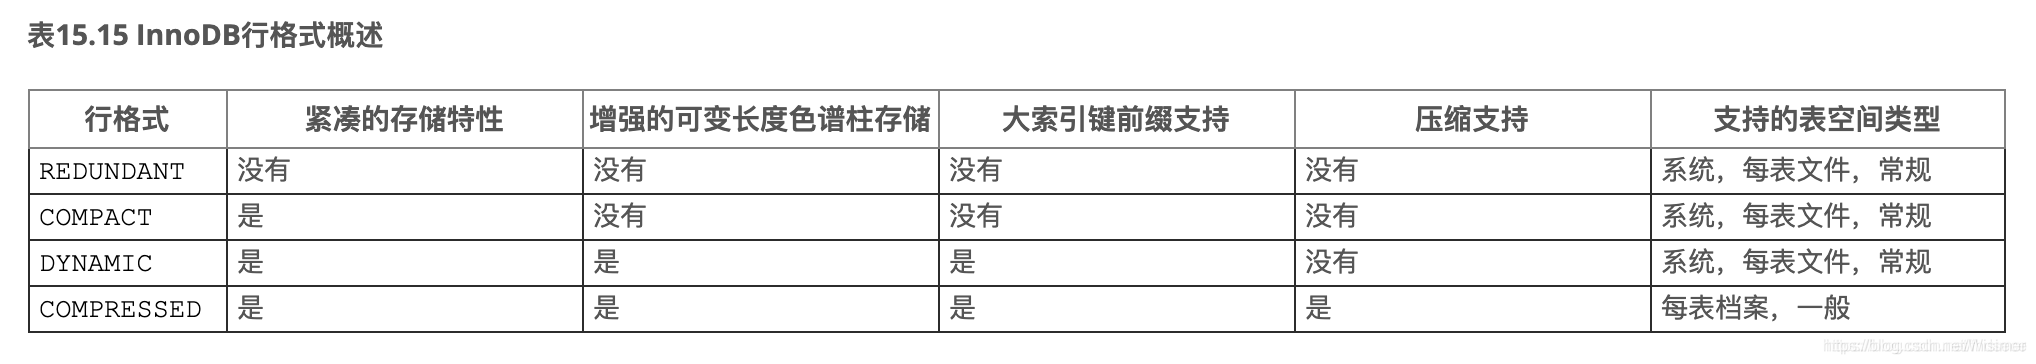 表15.15 InnoDB行格式概述
行格式 紧凑的存储特性 增强的可变长度色谱柱存储 大索引键前缀支持 压缩支持 支持的表空间类型
REDUNDANT 没有 没有 没有 没有 系统，每表文件，常规
COMPACT 是 没有 没有 没有 系统，每表文件，常规
DYNAMIC 是 是 是 没有 系统，每表文件，常规
COMPRESSED 是 是 是 是 每表档案，一般